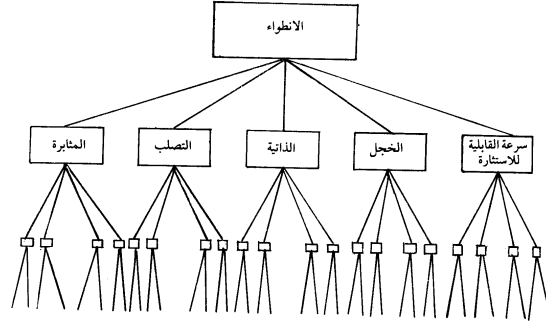 الانطواء
سرعة القابلية
للاستثارة
الخجل
الذاتية
التصلب
المثابرة